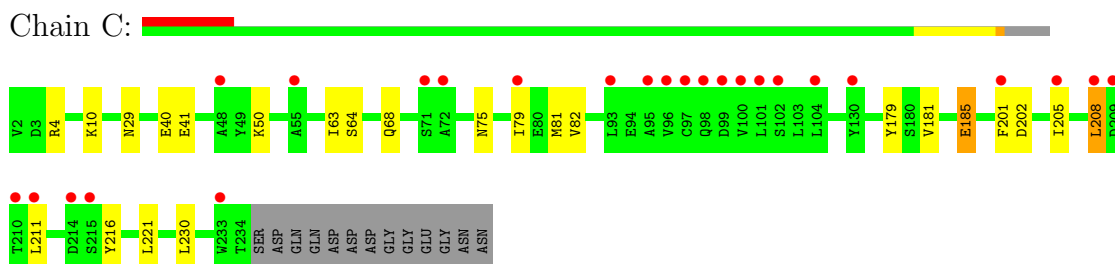 Chain C:
V2 D3 R4 K10 N29 E40 E41 A48 Y49 K50 A55 I63 S64 Q68 S71 A72 N75 I79 E80 M81 V82 L93 E94 A95 V96 C97 Q98 D99 V100 L101 S102 L103 L104 Y130 Y179 S180 V181 E185 F201 D202 I205 L208 D209
T210 L211 D214 S215 Y216 L221 L230 W233 T234 SER ASP GLN GLN ASP ASP ASP GLY GLY GLU GLY ASN ASN